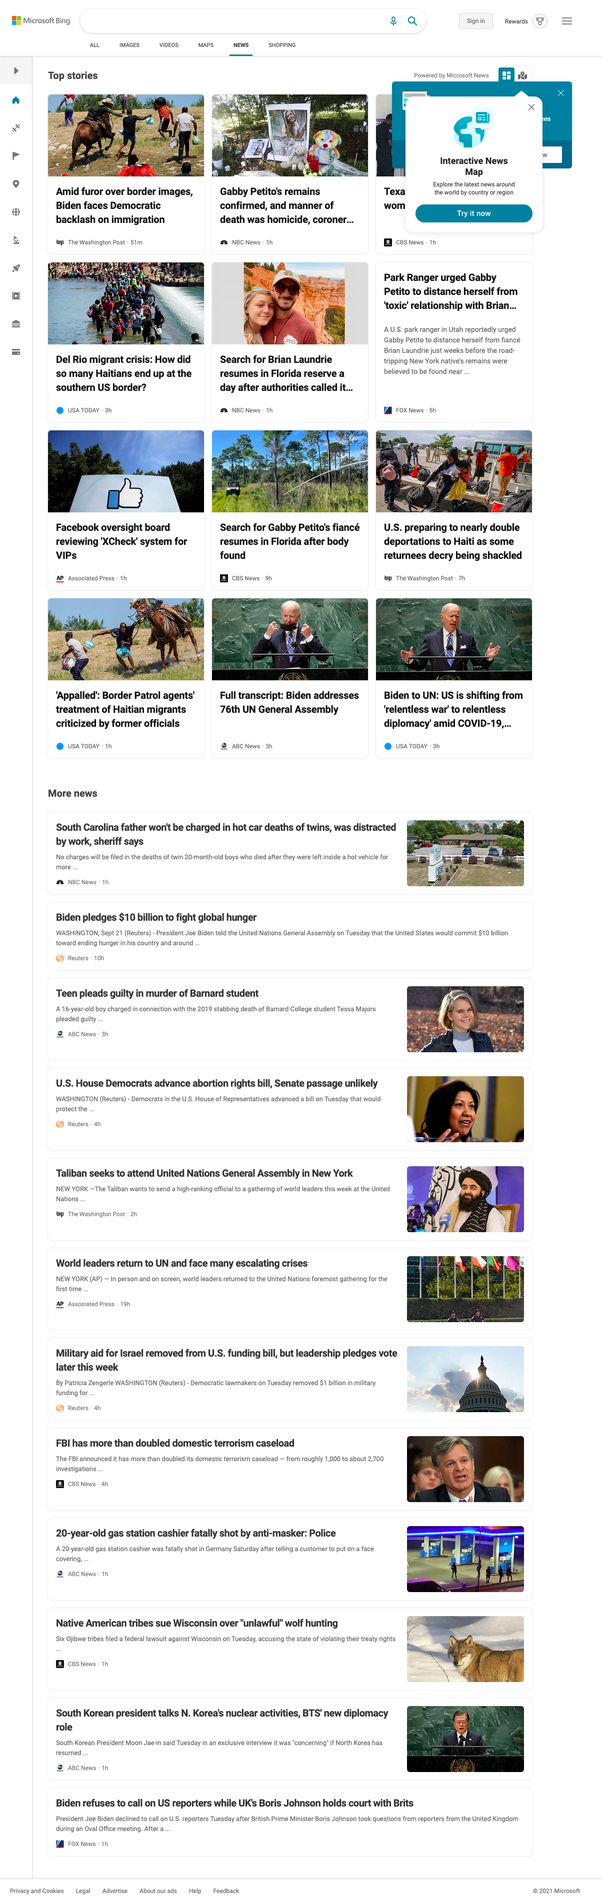 Microsoft Bing
Sign in
Rewards
ALL
IMAGES
VIDEOS
MAPS
NEWS
SHOPPING
Top stories
Powered by Microsoft News
Interactive News
Map
Explore the latest news around
the world by country or region
Try it now
Amid furor over border images,
Biden faces Democratic
backlash on immigration
The Washington Post · 51m
Gabby Petito's remains
confirmed, and manner of
death was homicide, coroner...
NBC News · 1h
Texa
wom
CBS News · 1h
Del Rio migrant crisis: How did
so many Haitians end up at the
southern US border?
USA TODAY · 3h
Search for Brian Laundrie
resumes in Florida reserve a
day after authorities called it...
NBC News · 1h
Park Ranger urged Gabby
Petito to distance herself from
'toxic' relationship with Brian...
A U.S. park ranger in Utah reportedly urged
Gabby Petito to distance herself from fiancé
Brian Laundrie just weeks before the road-
tripping New York native's remains were
believed to be found near ...
FOX News · 5h
Facebook oversight board
reviewing 'XCheck' system for
VIPs
AP Associated Press · 1h
Search for Gabby Petito's fiancé
resumes in Florida after body
found
CBS News · 9h
U.S. preparing to nearly double
deportations to Haiti as some
returnees decry being shackled
The Washington Post · 7h
'Appalled': Border Patrol agents'
treatment of Haitian migrants
criticized by former officials
USA TODAY · 1h
Full transcript: Biden addresses
76th UN General Assembly
ABC News · 3h
Biden to UN: US is shifting from
'relentless war' to relentless
diplomacy' amid COVID-19,...
USA TODAY · 3h
More news
South Carolina father won't be charged in hot car deaths of twins, was distracted
by work, sheriff says
No charges will be filed in the deaths of twin 20-month-old boys who died after they were left inside a hot vehicle for
more ...
NBC News · 1h
Biden pledges $10 billion to fight global hunger
WASHINGTON, Sept 21 (Reuters) - President Joe Biden told the United Nations General Assembly on Tuesday that the United States would commit $10 billion
toward ending hunger in his country and around ...
Reuters · 10h
Teen pleads guilty in murder of Barnard student
A 16-year-old boy charged in connection with the 2019 stabbing death of Barnard College student Tessa Majors
pleaded guilty ...
ABC News · 3h
U.S. House Democrats advance abortion rights bill, Senate passage unlikely
WASHINGTON (Reuters) - Democrats in the U.S. House of Representatives advanced a bill on Tuesday that would
protect the ...
Reuters · 4h
Taliban seeks to attend United Nations General Assembly in New York
NEW YORK —The Taliban wants to send a high-ranking official to a gathering of world leaders this week at the United
Nations ...
The Washington Post · 2h
World leaders return to UN and face many escalating crises
NEW YORK (AP) — In person and on screen, world leaders returned to the United Nations foremost gathering for the
first time ...
AP Associated Press · 19h
Military aid for Israel removed from U.S. funding bill, but leadership pledges vote
later this week
By Patricia Zengerle WASHINGTON (Reuters) - Democratic lawmakers on Tuesday removed $1 billion in military
funding for ...
Reuters · 4h
FBI has more than doubled domestic terrorism caseload
The FBI announced it has more than doubled its domestic terrorism caseload — from roughly 1,000 to about 2,700
investigations ...
CBS News · 4h
20-year-old gas station cashier fatally shot by anti-masker: Police
A 20-year-old gas station cashier was fatally shot in Germany Saturday after telling a customer to put on a face
covering, ...
ABC News · 1h
Native American tribes sue Wisconsin over "unlawful" wolf hunting
Six Ojibwe tribes filed a federal lawsuit against Wisconsin on Tuesday, accusing the state of violating their treaty rights
...
CBS News · 1h
South Korean president talks N. Korea's nuclear activities, BTS' new diplomacy
role
South Korean President Moon Jae-in said Tuesday in an exclusive interview it was "concerning" if North Korea has
resumed ...
ABC News · 1h
Biden refuses to call on US reporters while UK's Boris Johnson holds court with Brits
President Joe Biden declined to call on U.S. reporters Tuesday after British Prime Minister Boris Johnson took questions from reporters from the United Kingdom
during an Oval Office meeting. After a ...
FOX News · 1h
Privacy and Cookies
Legal
Advertise
About our ads
Help
Feedback
© 2021 Microsoft